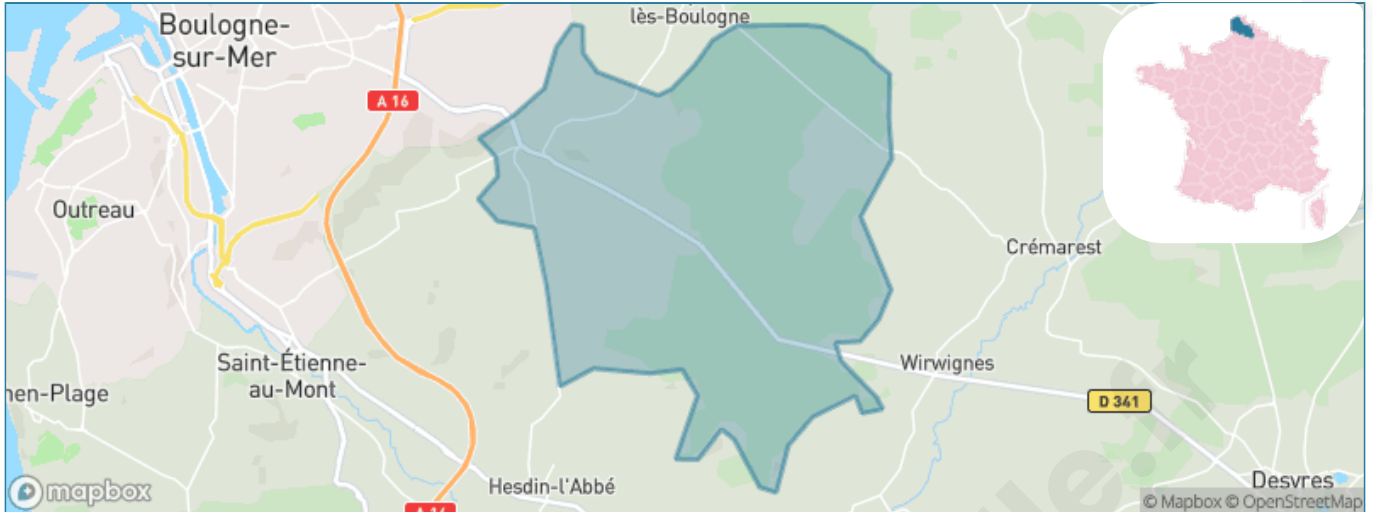 Boulogne-
sur-Mer
lès-Boulogne
A 16
Outreau
Crémarest
Saint-Étienne-
au-Mont
Wirwignes
nen-Plage
D 341
Hesdin-l'Abbé
Desvres
mapbox
A 16
© Mapbox © OpenStreetMap